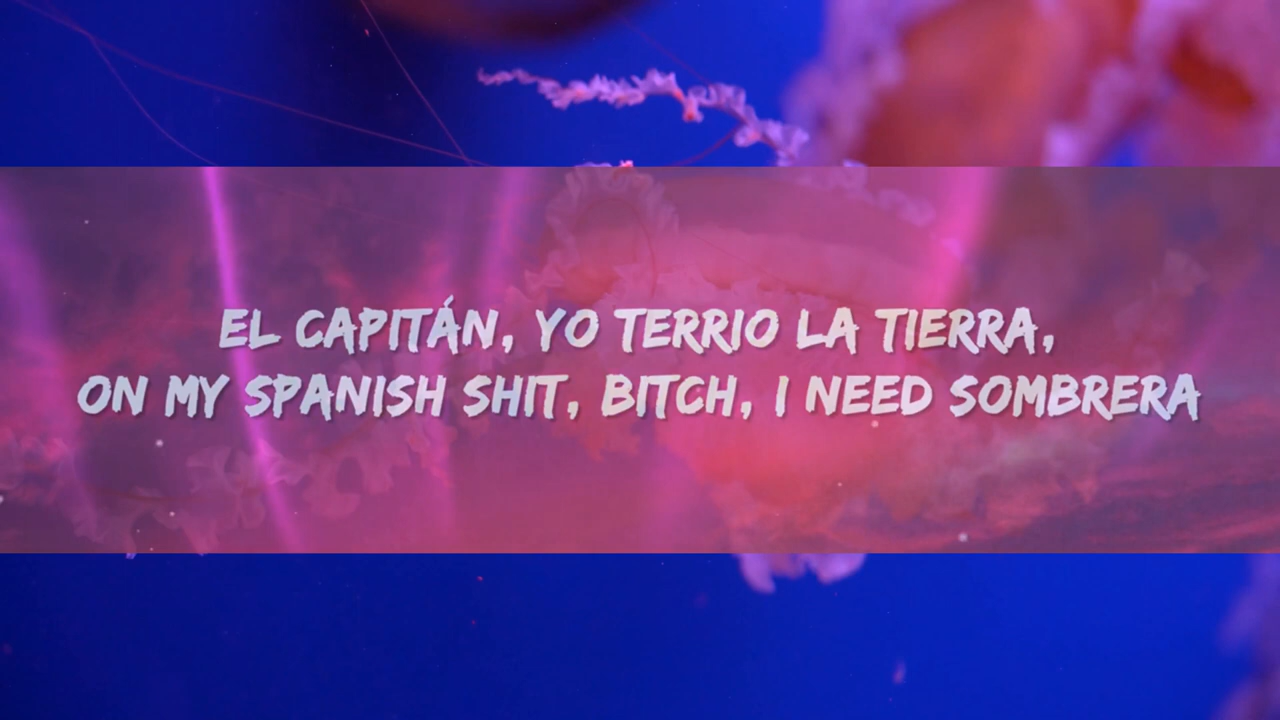 EL CAPITÁN, YO TERRIO LA TIERRA,
ON MY SPANISH SHIT, BITCH, I NEED SOMBRERA